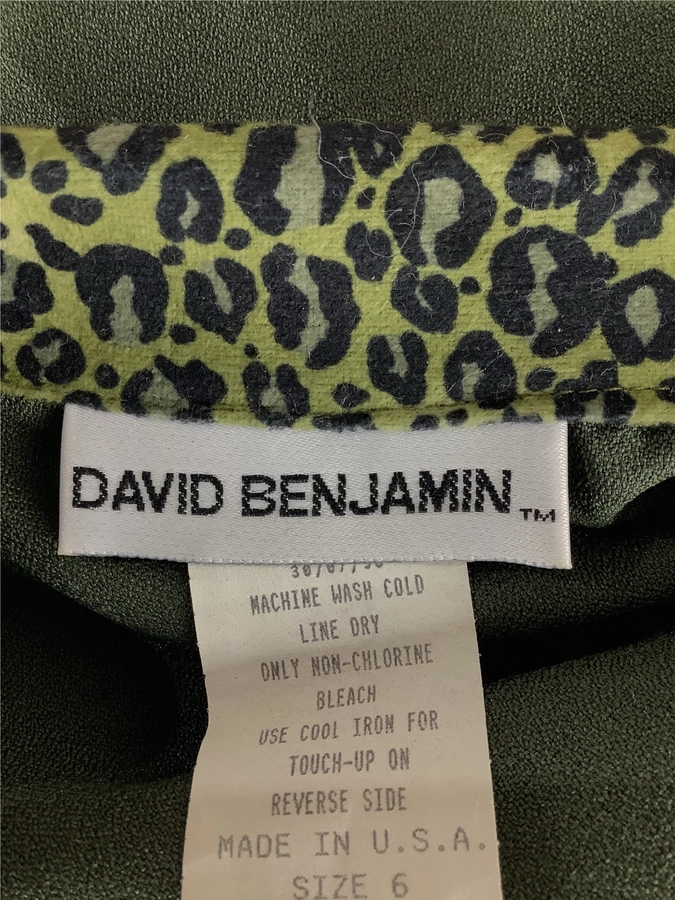 DAVID BENJAMIN TM
MACHINE WASH COLD
LINE DRY
ONLY NON-CHLORINE
BLEACH
USE COOL IRON FOR
TOUCH-UP ON
REVERSE SIDE
MADE IN U.S.A.
SIZE 6